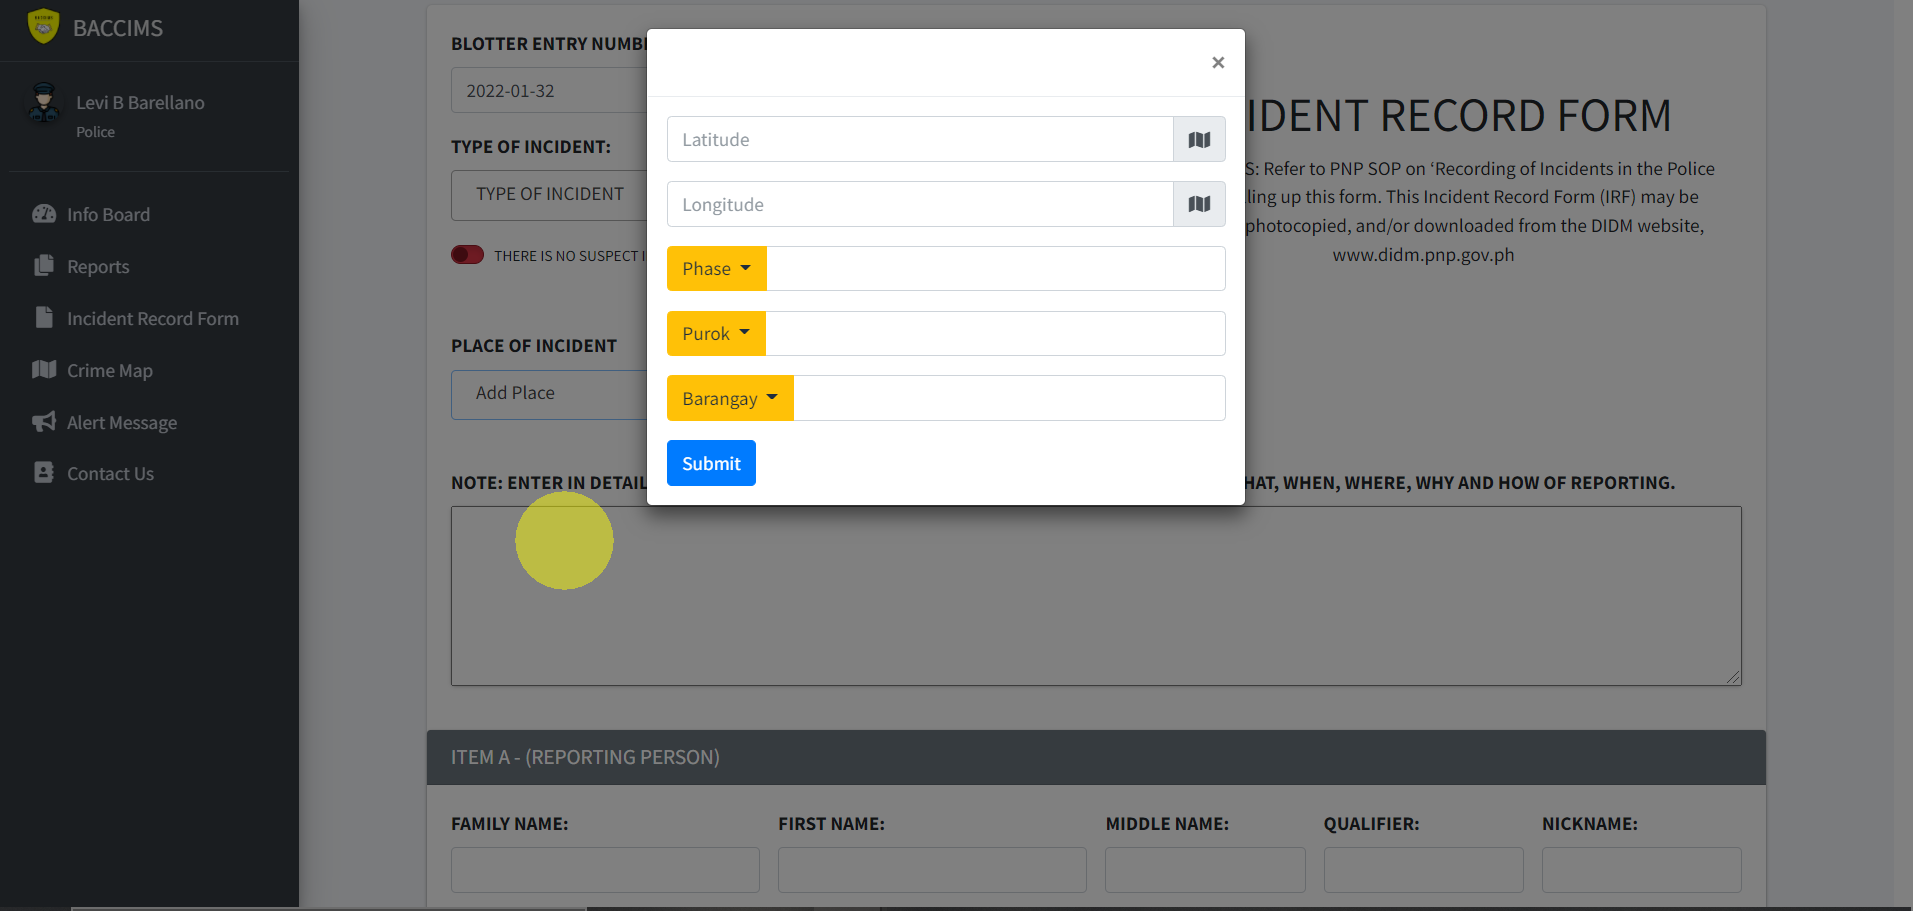 BACCIMS
Levi B Barellano
Police
Info Board
Reports
Incident Record Form
Crime Map
Alert Message
Contact Us
BLOTTER ENTRY NUMB
2022-01-32
TYPE OF INCIDENT:
TYPE OF INCIDENT
THERE IS NO SUSPECT
PLACE OF INCIDENT
Add Place
×
Latitude
Longitude
Phase
Purok
Barangay
Submit
IDENT RECORD FORM
S: Refer to PNP SOP on ‘Recording of Incidents in the Police
ling up this form. This Incident Record Form (IRF) may be
photocopied, and/or downloaded from the DIDM website,
www.didm.pnp.gov.ph
NOTE: ENTER IN DETAIL
HAT, WHEN, WHERE, WHY AND HOW OF REPORTING.
ITEM A - (REPORTING PERSON)
FAMILY NAME:
FIRST NAME:
MIDDLE NAME:
QUALIFIER:
NICKNAME: